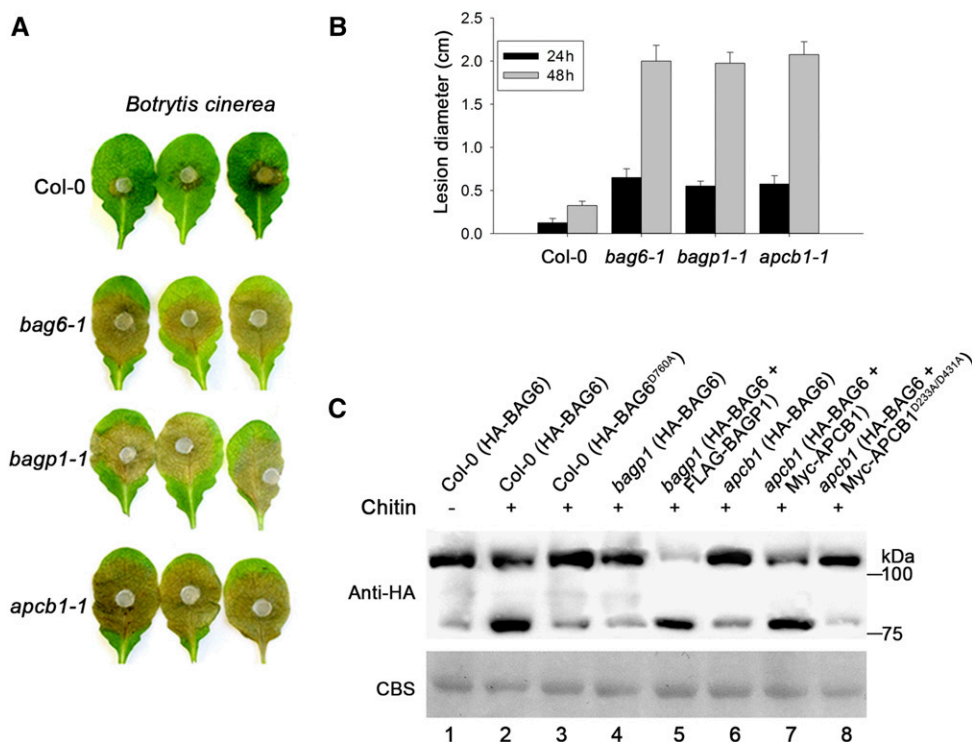 A
Botrytis cinerea
Col-0
bag6-1
bagp1-1
apcb1-1
B
Lesion diameter (cm)
2.5
2.0
1.5
1.0
0.5
0.0
24h
48h
Col-0 bag6-1 bagp1-1 apcb1-1
C
Col-0 (HA-BAG6)
Col-0 (HA-BAG6)
Col-0 (HA-BAG6D760A)
bagp1 (HA-BAG6)
bagp1 (HA-BAG6 +
FLAG-BAGP1)
apcb1 (HA-BAG6)
apcb1 (HA-BAG6 +
Myc-APCB1)
apcb1 (HA-BAG6 +
Myc-APCB1D233A/D431A)
Chitin - + + + + + + +
Anti-HA
kDa
100
75
CBS
1 2 3 4 5 6 7 8